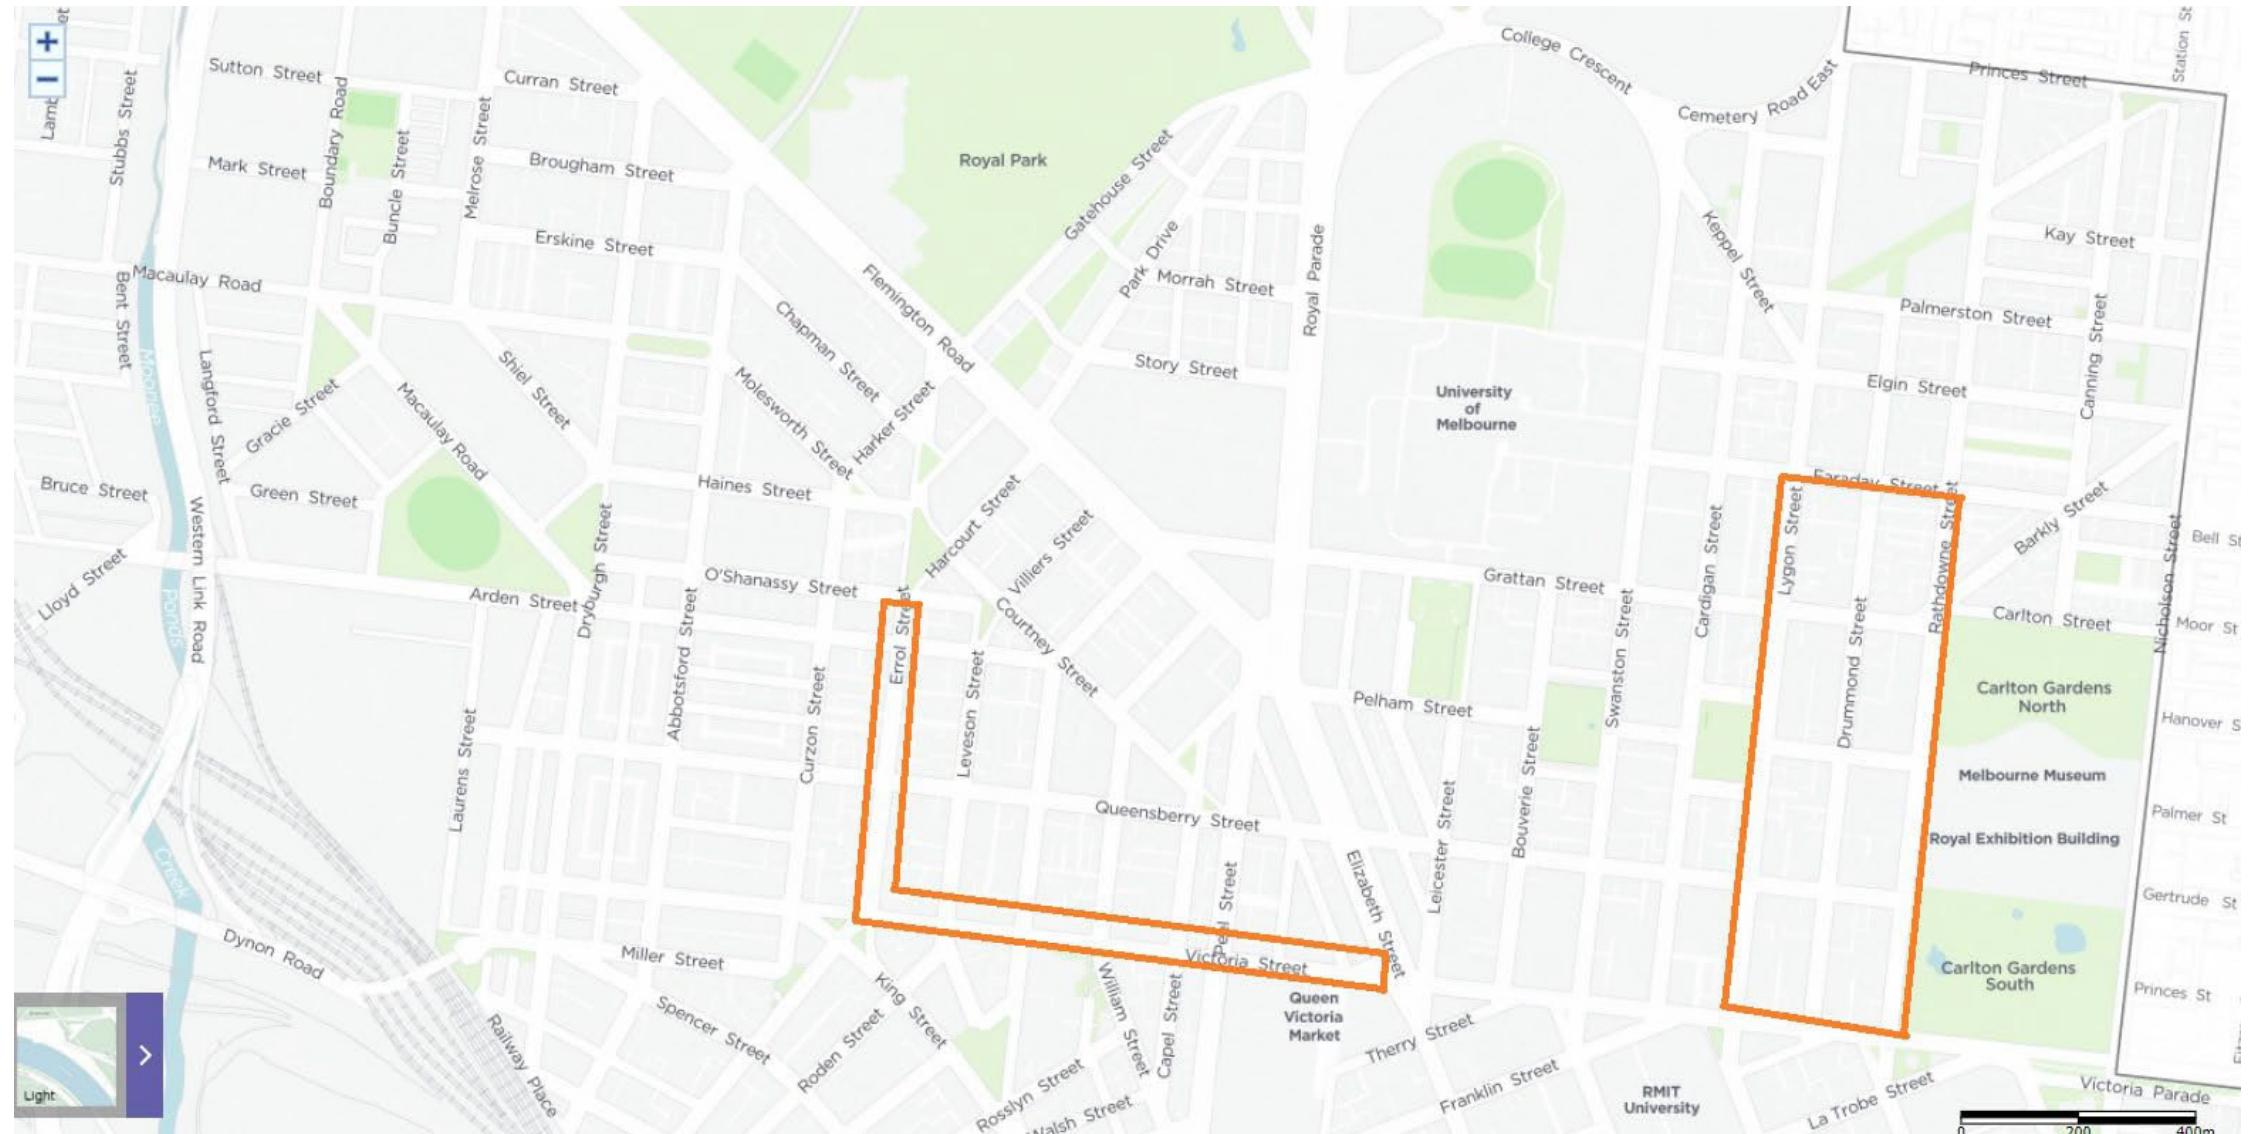 +
−
Sutton Street
Boundary Road
Stubbs Street
Mark Street
Buncle Street
Melrose Street
Curran Street
Brougham Street
Erskine Street
Macaulay Road
Bent Street
Moonee
Ponds
Creek
Langford Street
Gracie Street
Macaulay Road
Shiel Street
Chapman Street
Molesworth Street
Harker Street
Flemington Road
Royal Park
Gatehouse Street
Park Drive
Morrah Street
Story Street
Royal Parade
College Crescent
Cemetery Road East
Princes Street
Station St
Keppel Street
Kay Street
Palmerston Street
Canning Street
Elgin Street
University
of
Melbourne
Bruce Street
Green Street
Lloyd Street
Western Link Road
Haines Street
Dryburgh Street
Harcourt Street
Villiers Street
O'Shanassy Street
Arden Street
Abbotsford Street
Errol Street
Courtney Street
Leveson Street
Curzon Street
Laurens Street
Grattan Street
Pelham Street
Swanston Street
Cardigan Street
Lygon Street
Faraday Street
Rathdowne Street
Drummond Street
Barkly Street
Carlton Street
Nicholson Street
Bell St
Moor St
Hanover S
Carlton Gardens
North
Melbourne Museum
Royal Exhibition Building
Palmer St
Gertrude St
Carlton Gardens
South
Princes St
Queensberry Street
Peel Street
Elizabeth Street
Leicester Street
Bouverie Street
Victoria Street
Queen
Victoria
Market
Dynon Road
Miller Street
Spencer Street
King Street
Roden Street
Railway Place
William Street
Capel Street
Rosslyn Street
Walsh Street
Therry Street
Franklin Street
RMIT
University
La Trobe Street
Victoria Parade
Light
0 200 400m